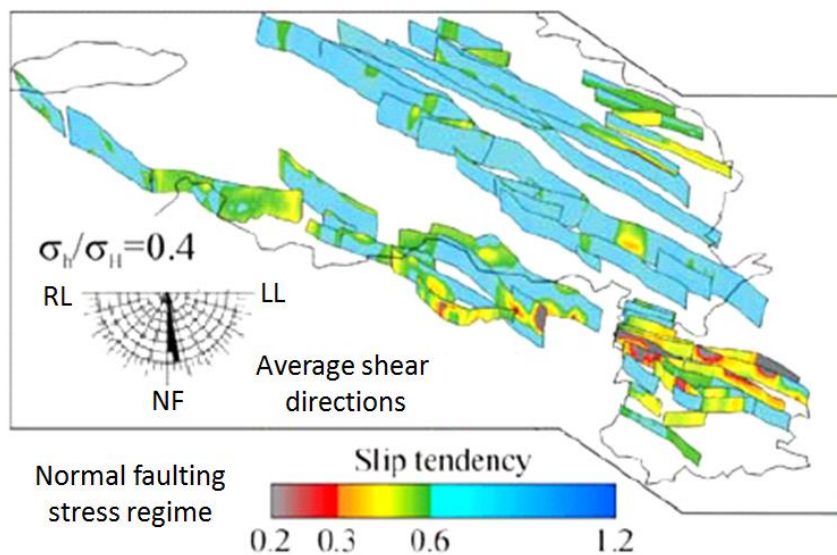 σh/σH=0.4
RL
LL
NF
Average shear
directions
Normal faulting
stress regime
Slip tendency
0.2 0.3 0.6 1.2